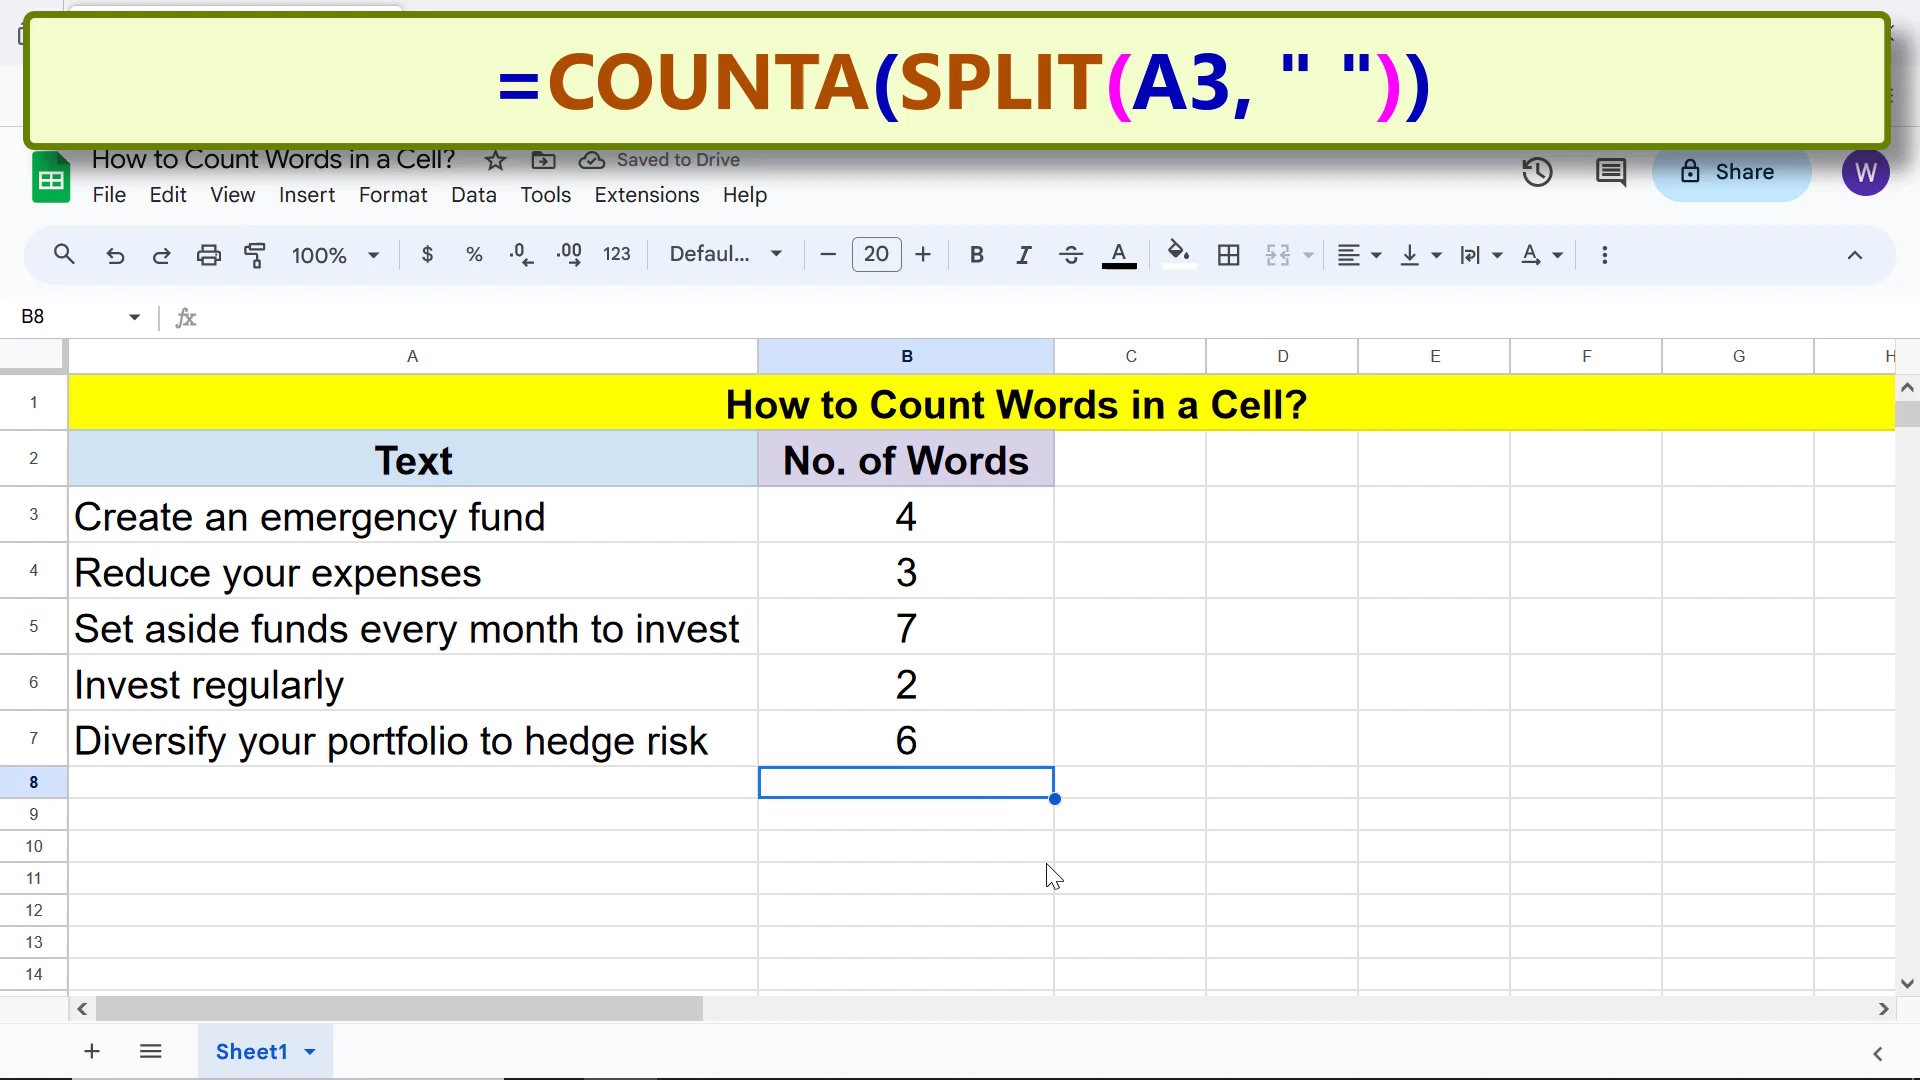 =COUNTA(SPLIT(A3, " "))
How to Count Words in a Cell? Saved to Drive
Share W
File Edit View Insert Format Data Tools Extensions Help
100% $ % .0 .00 123 Defaul... 20 B I S A A
B8 fx
A B C D E F G H
1 How to Count Words in a Cell?
2 Text No. of Words
3 Create an emergency fund 4
4 Reduce your expenses 3
5 Set aside funds every month to invest 7
6 Invest regularly 2
7 Diversify your portfolio to hedge risk 6
8
9
10
11
12
13
14
Sheet1